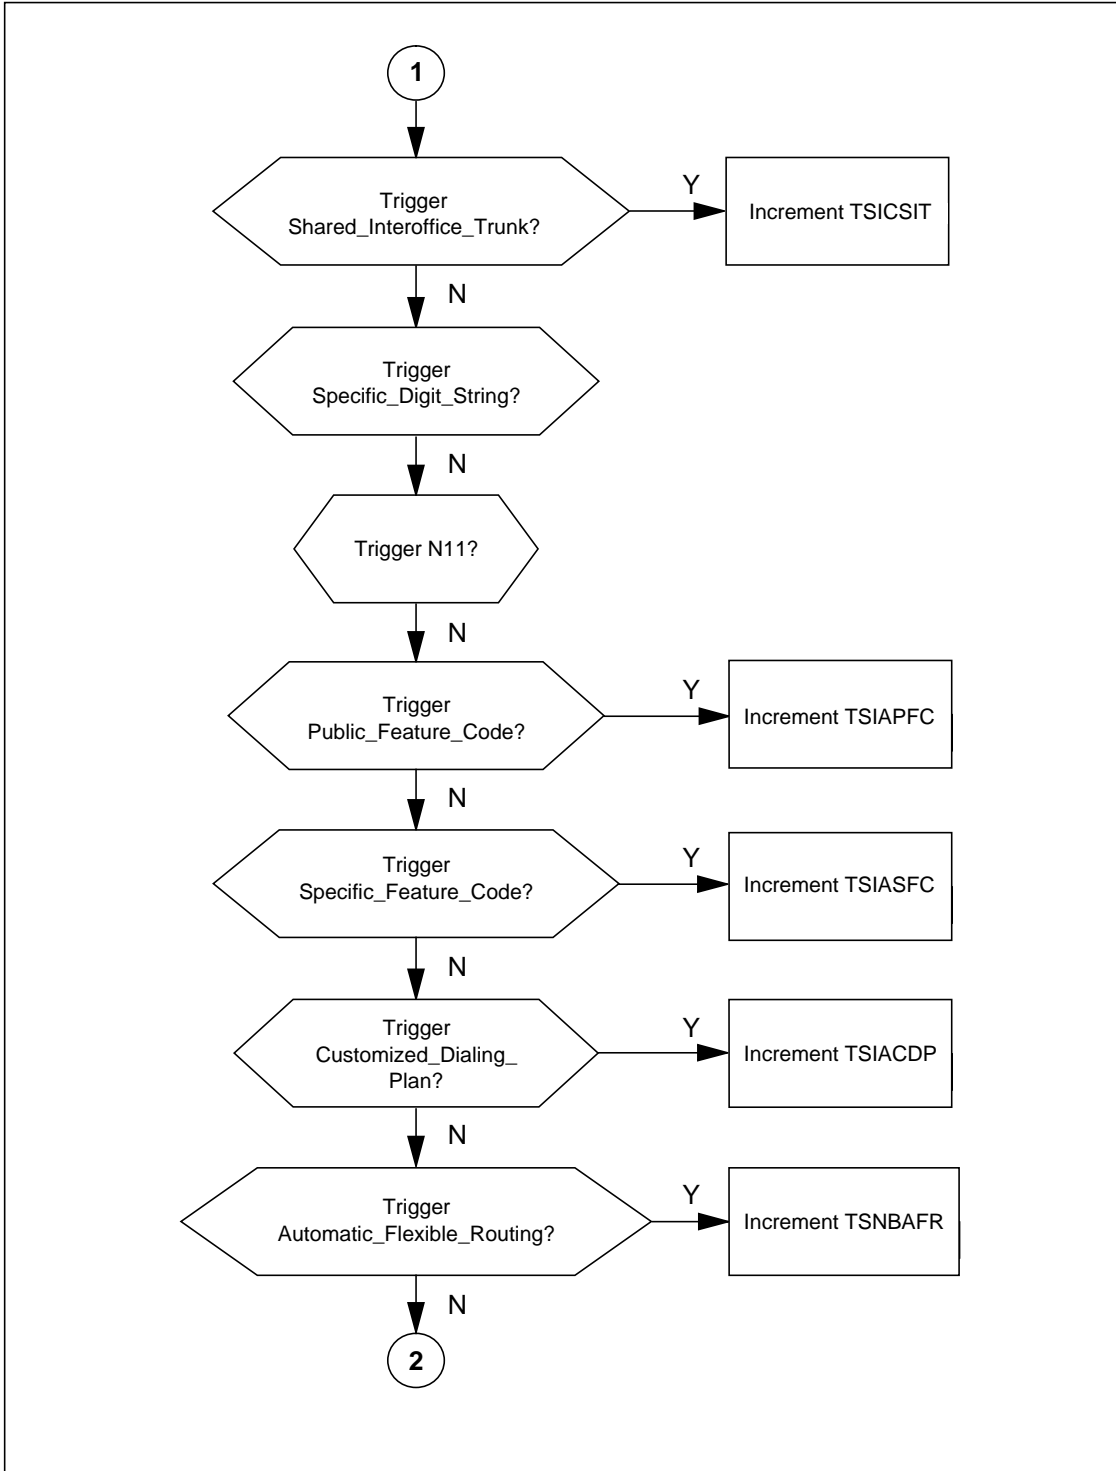 1
Trigger
Shared_Interoffice_Trunk?
Y
Increment TSICSIT
N
Trigger
Specific_Digit_String?
N
Trigger N11?
N
Trigger
Public_Feature_Code?
Y
Increment TSIAPFC
N
Trigger
Specific_Feature_Code?
Y
Increment TSIASFC
N
Trigger
Customized_Dialing_
Plan?
Y
Increment TSIACDP
N
Trigger
Automatic_Flexible_Routing?
Y
Increment TSNBAFR
N
2